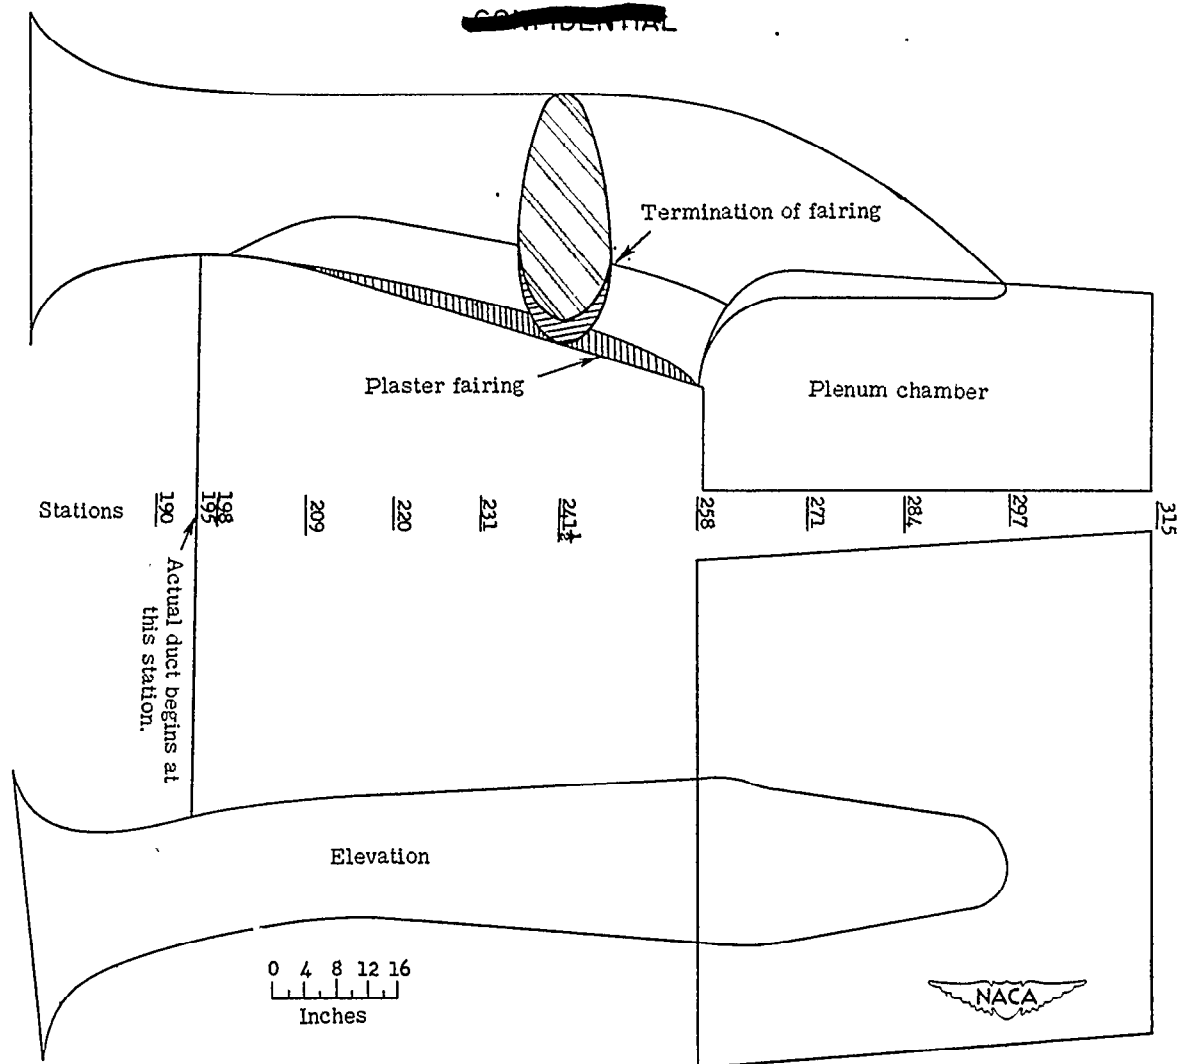 CONFIDENTIAL
Termination of fairing
Plaster fairing
Plenum chamber
Stations 190 195 198 209 220 231 241½ 258 271 284 297 315
Actual duct begins at
this station.
Elevation
0 4 8 12 16
Inches
NACA